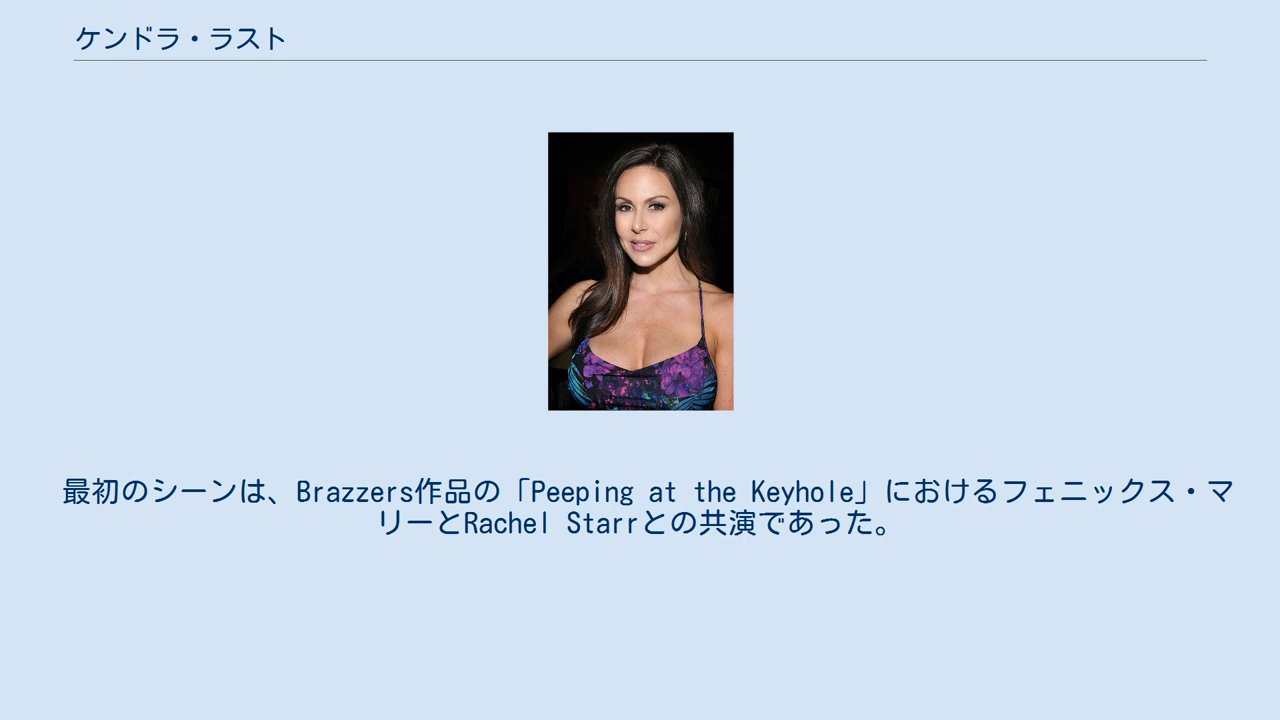 ケンドラ・ラスト
最初のシーンは、Brazzers作品の「Peeping at the Keyhole」におけるフェニックス・マ
リーとRachel Starrとの共演であった。